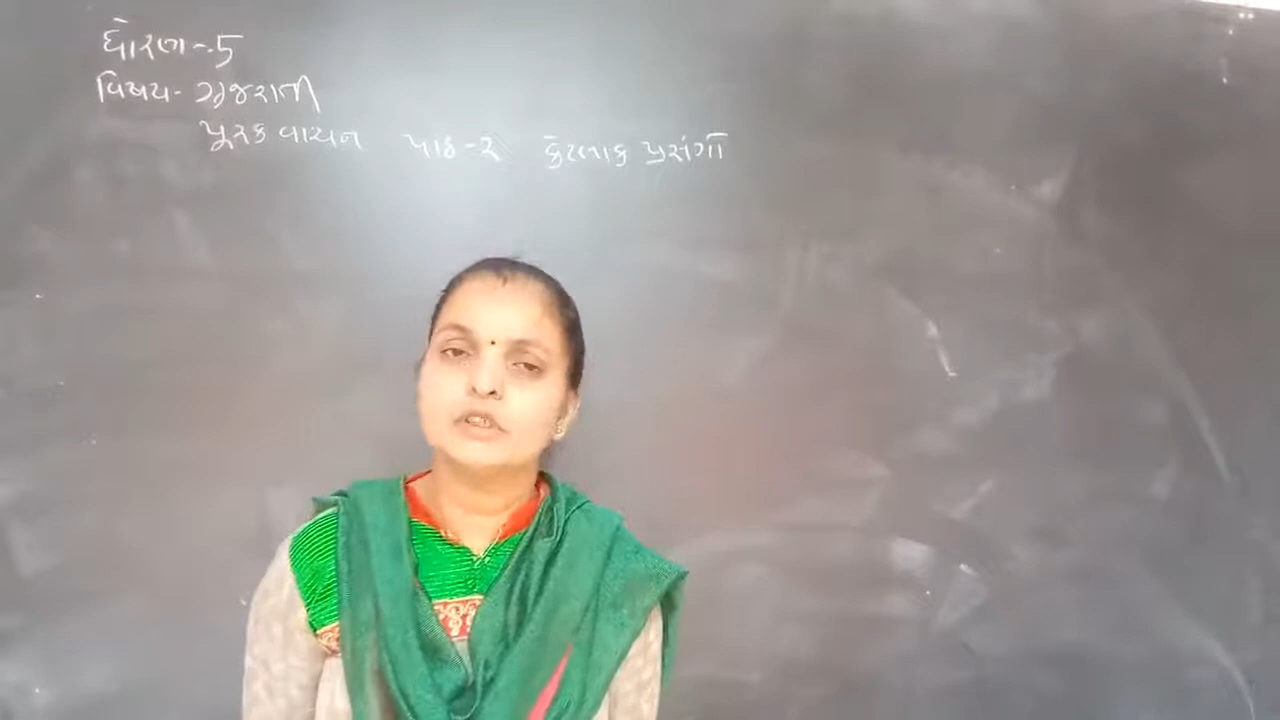 ધોરણ-5
વિષય- ગુજરાતી
પૂરક વાચન પાઠ-૨ કેટલાક પ્રસંગો